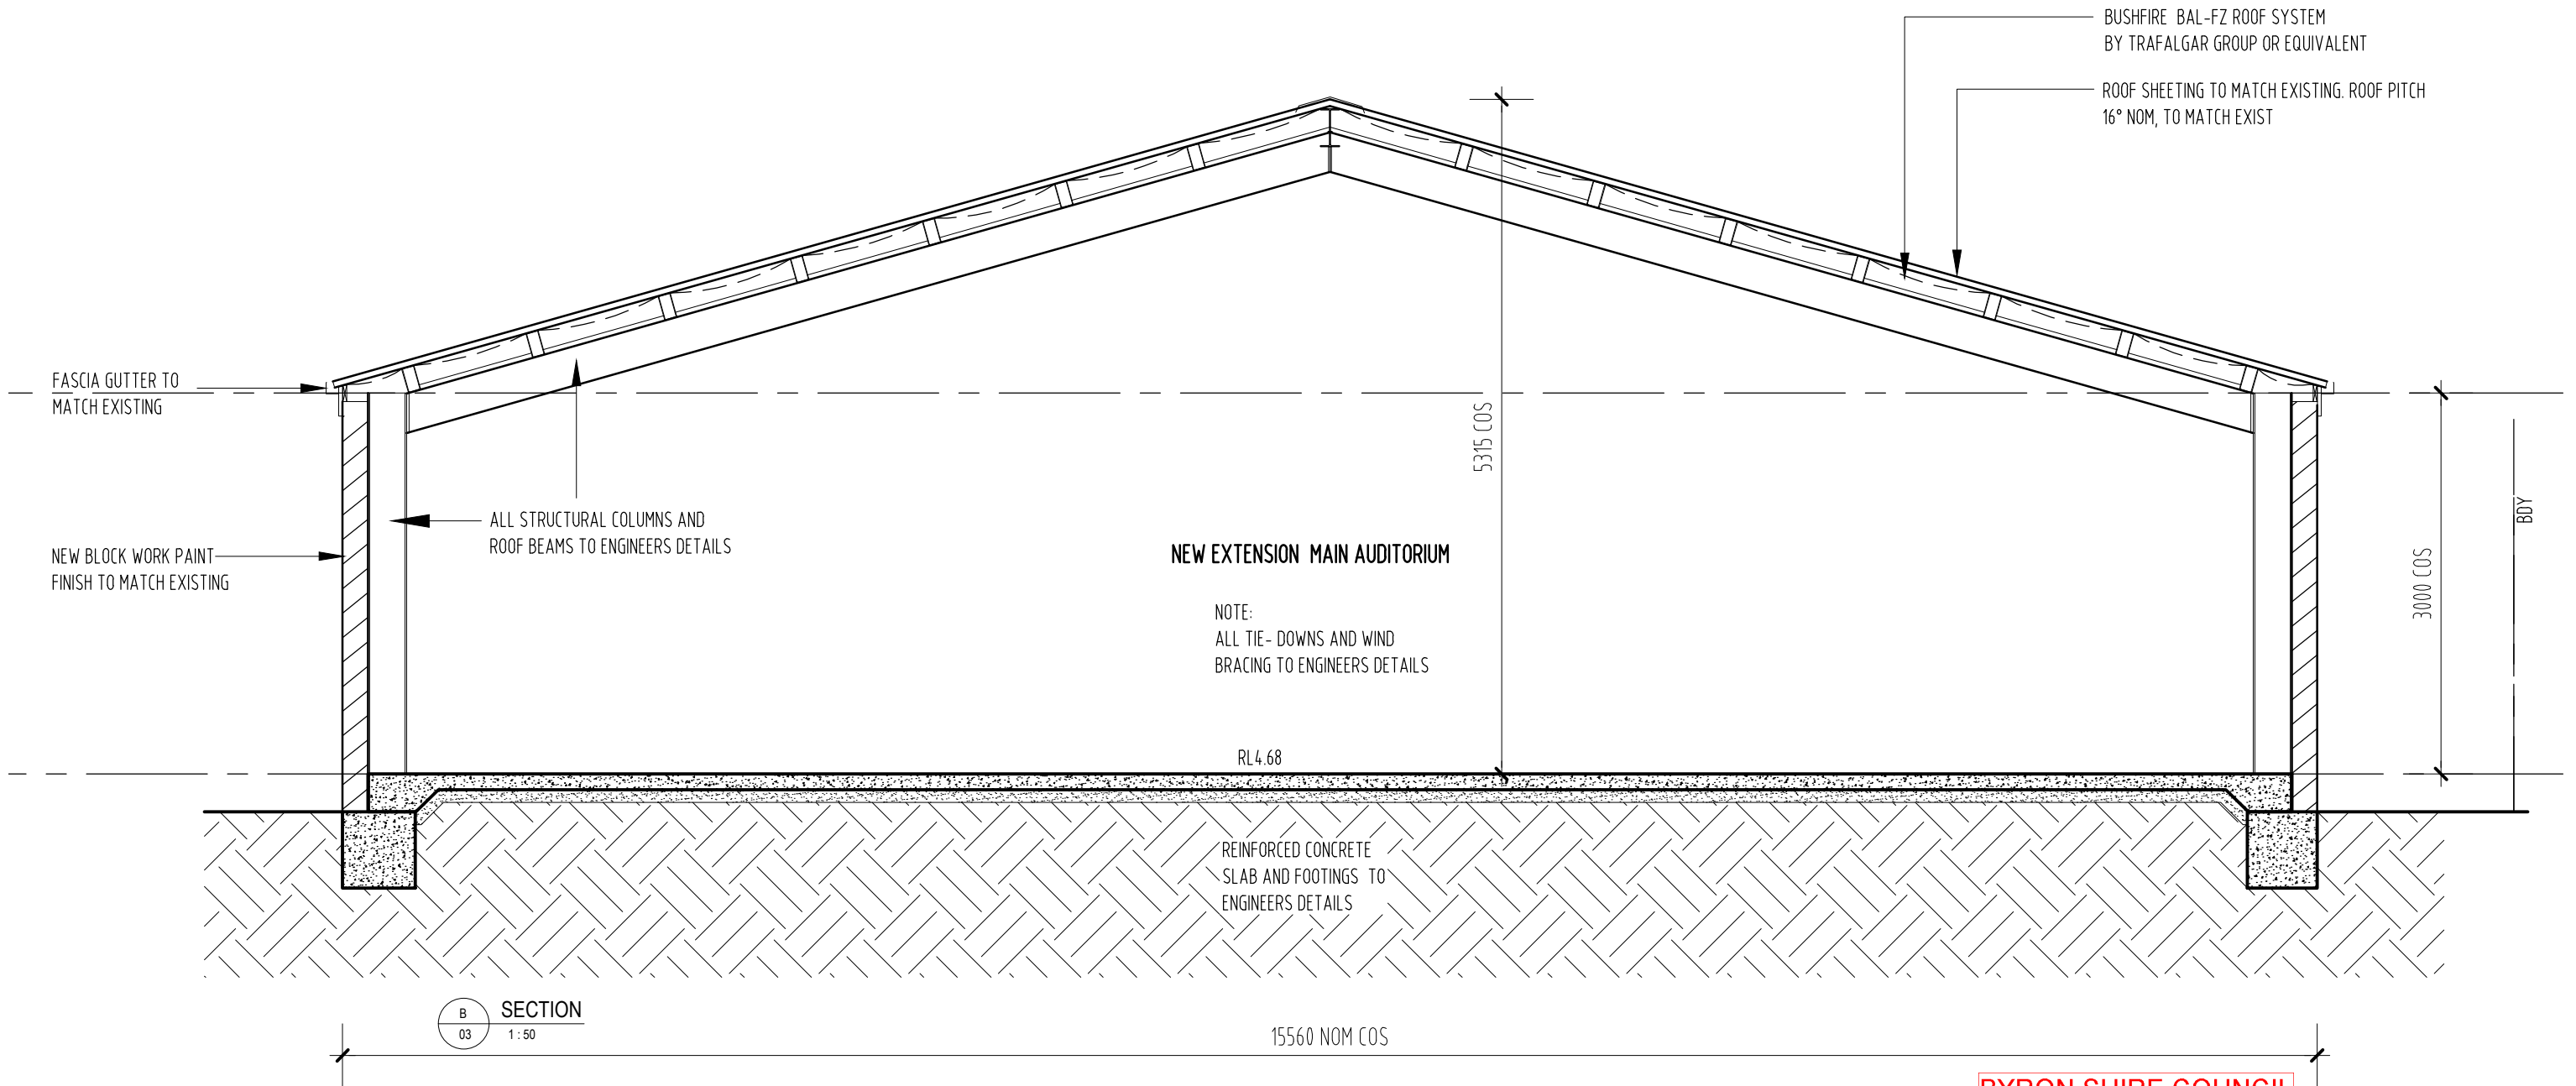 BUSHFIRE BAL-FZ ROOF SYSTEM
BY TRAFALGAR GROUP OR EQUIVALENT
ROOF SHEETING TO MATCH EXISTING. ROOF PITCH
16° NOM, TO MATCH EXIST
FASCIA GUTTER TO
MATCH EXISTING
5315 COS
ALL STRUCTURAL COLUMNS AND
ROOF BEAMS TO ENGINEERS DETAILS
NEW BLOCK WORK PAINT
FINISH TO MATCH EXISTING
NEW EXTENSION MAIN AUDITORIUM
NOTE:
ALL TIE- DOWNS AND WIND
BRACING TO ENGINEERS DETAILS
3000 COS
BDY
RL4.68
REINFORCED CONCRETE
SLAB AND FOOTINGS TO
ENGINEERS DETAILS
B
03
SECTION
1 : 50
15560 NOM COS
BYRON SHIRE COUNCIL